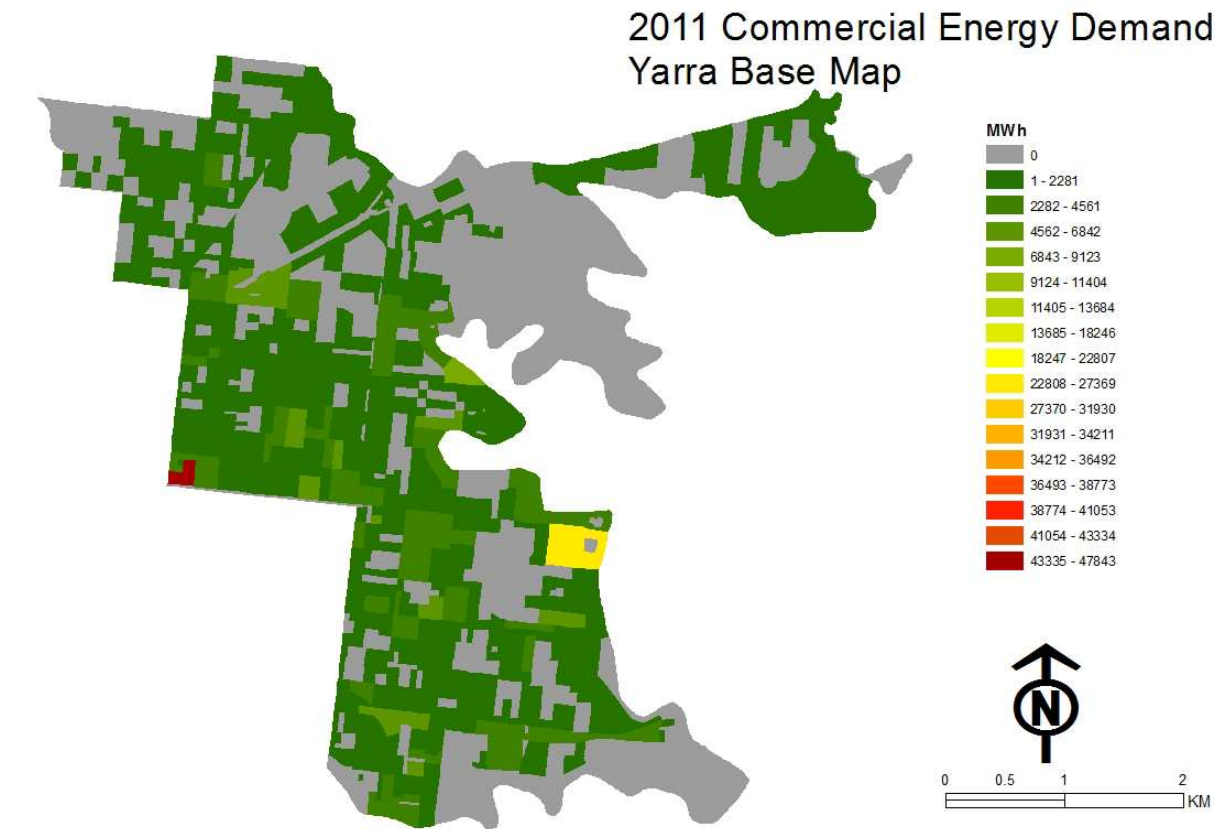 2011 Commercial Energy Demand
Yarra Base Map
MWh
0
1 - 2281
2282 - 4561
4562 - 6842
6843 - 9123
9124 - 11404
11405 - 13684
13685 - 18246
18247 - 22807
22808 - 27369
27370 - 31930
31931 - 34211
34212 - 36492
36493 - 38773
38774 - 41053
41054 - 43334
43335 - 47843
N
0 0.5 1 2
KM